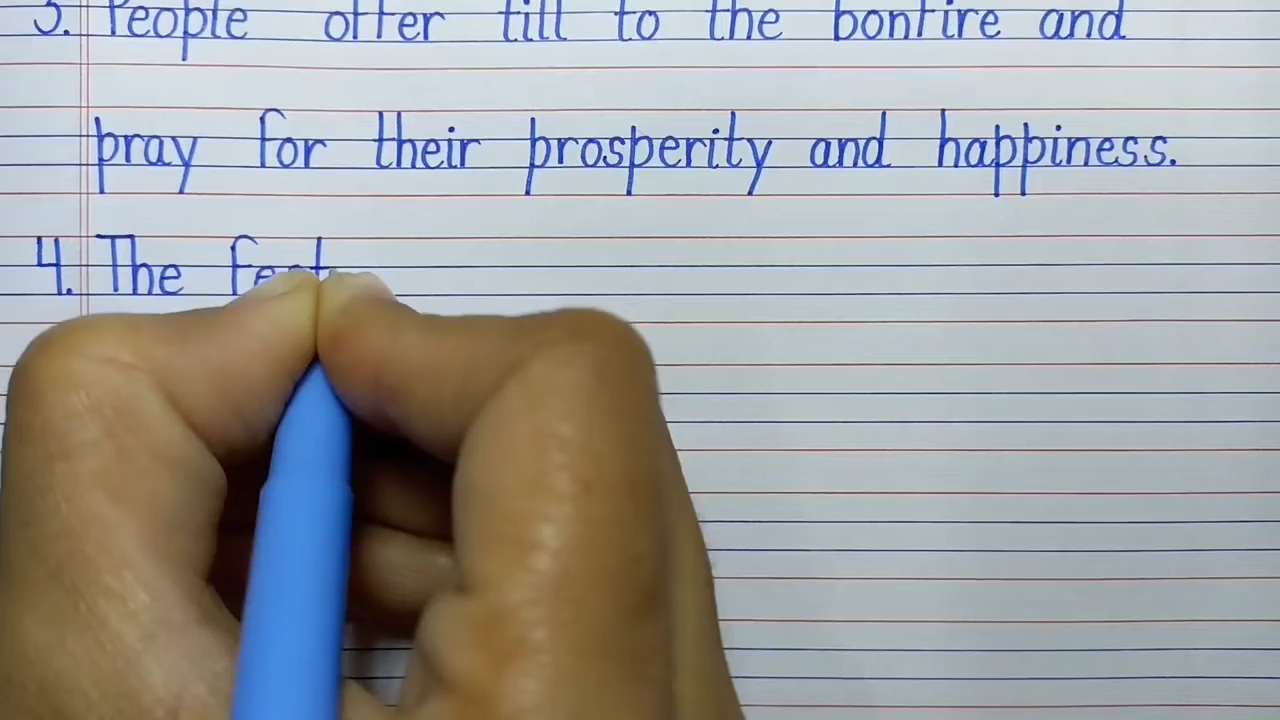 3. People offer till to the bonfire and
pray for their prosperity and happiness.
4. The